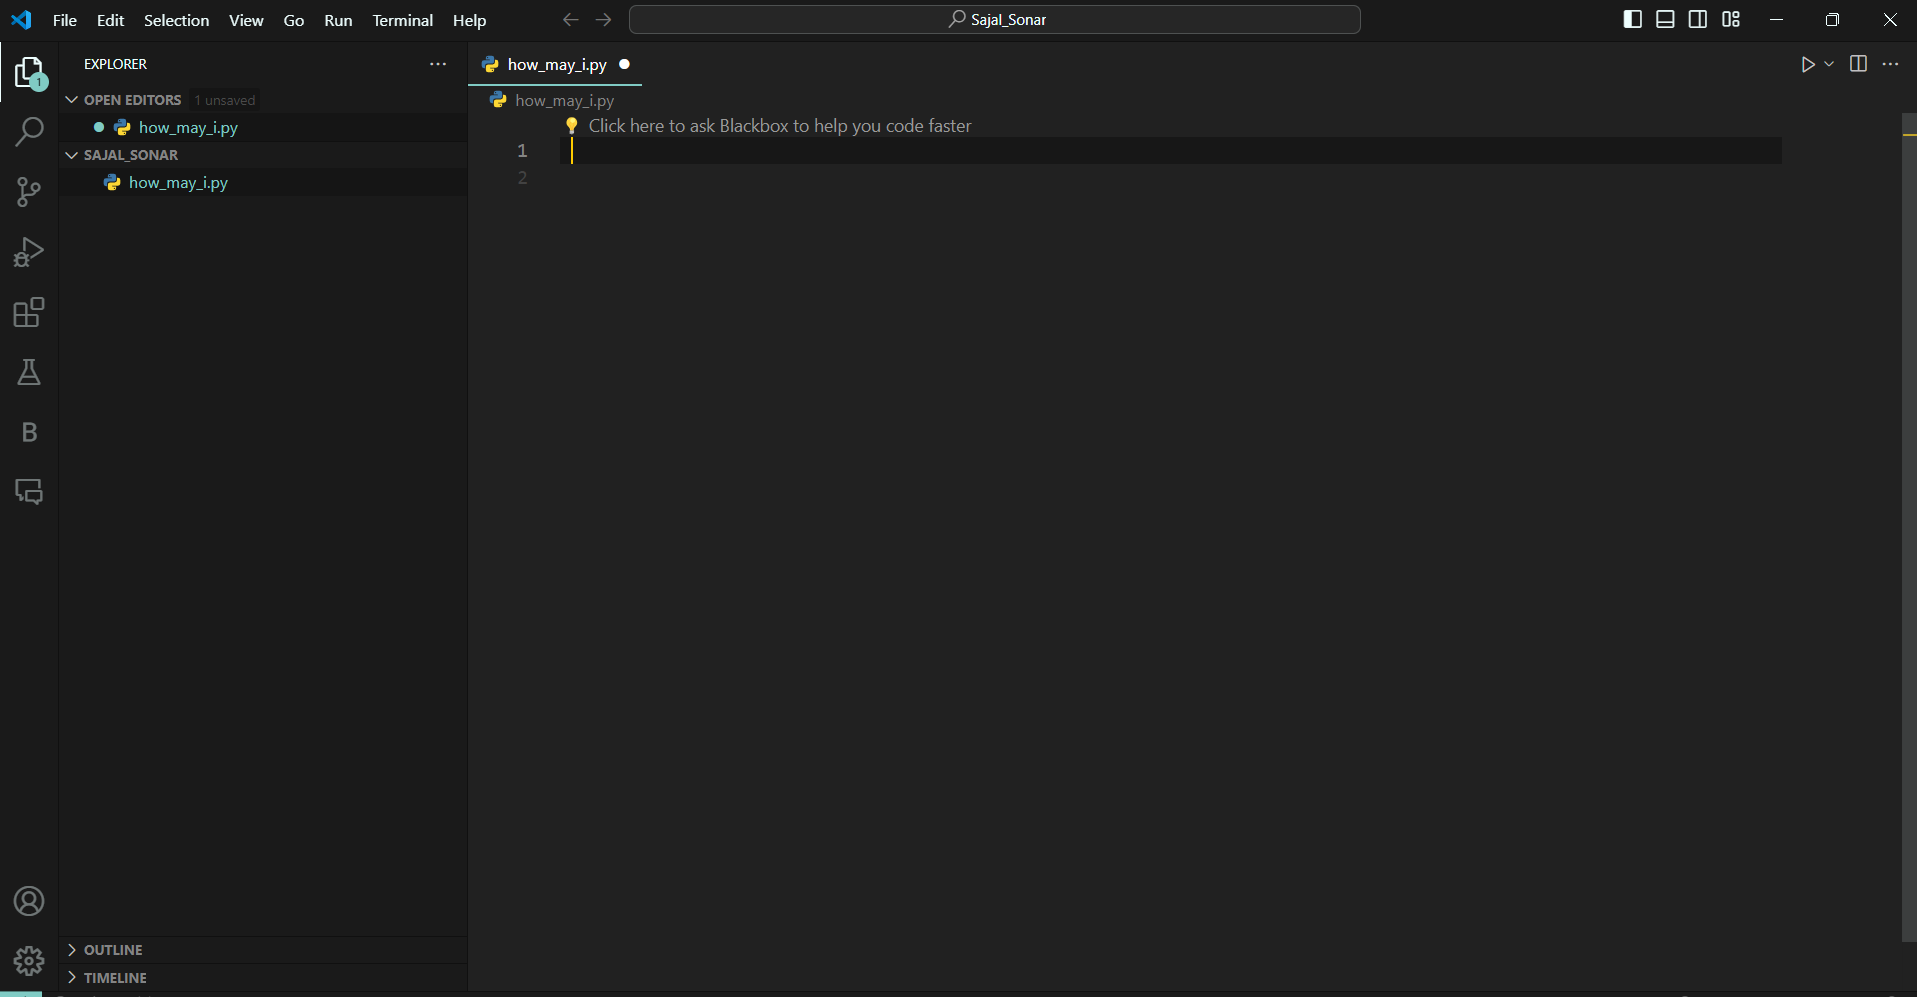 File Edit Selection View Go Run Terminal Help
Sajal_Sonar
EXPLORER
1
OPEN EDITORS 1 unsaved
how_may_i.py
SAJAL_SONAR
how_may_i.py
B
OUTLINE
TIMELINE
how_may_i.py
how_may_i.py
Click here to ask Blackbox to help you code faster
1
2